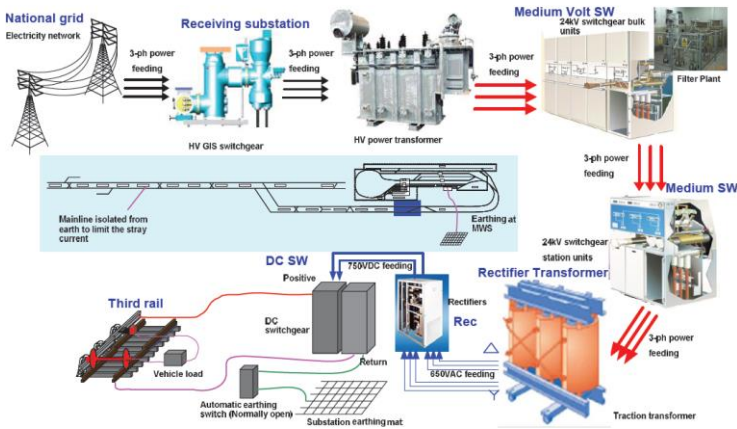 National grid
Electricity network
3-ph power
feeding
Receiving substation
HV GIS switchgear
3-ph power
feeding
HV power transformer
3-ph power
feeding
Medium Volt SW
24kV switchgear bulk
units
Filter Plant
3-ph power
feeding
Medium SW
24kV switchgear
station units
3-ph power
feeding
Mainline isolated from
earth to limit the stray
current
Earthing at
MWS
DC SW
Positive
750VDC feeding
DC
switchgear
Return
Rectifiers
Rec
Rectifier Transformer
650VAC feeding
Traction transformer
Third rail
Vehicle load
Automatic earthing
switch (Normally open)
Substation earthing mat